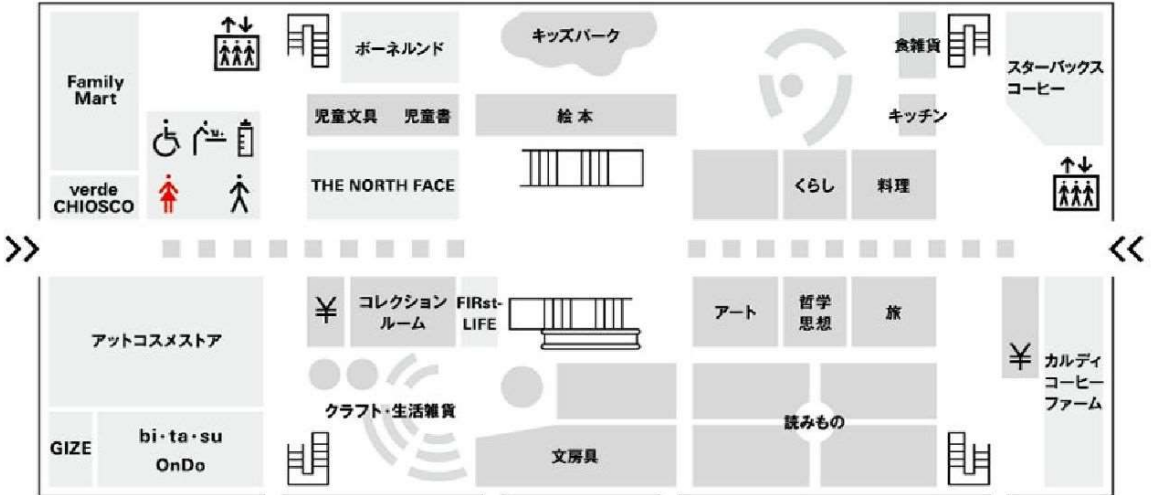 ボーネルンド
キッズパーク
食雑貨
スターバックス
コーヒー
Family
Mart
児童文具 児童書
絵本
キッチン
verde
CHIOSCO
THE NORTH FACE
くらし
料理
¥
コレクション
ルーム
FIRst-
LIFE
アート
哲学
思想
旅
アットコスメストア
¥
カルディ
コーヒー
ファーム
クラフト・生活雑貨
読みもの
GIZE
bi・ta・su
OnDo
文房具